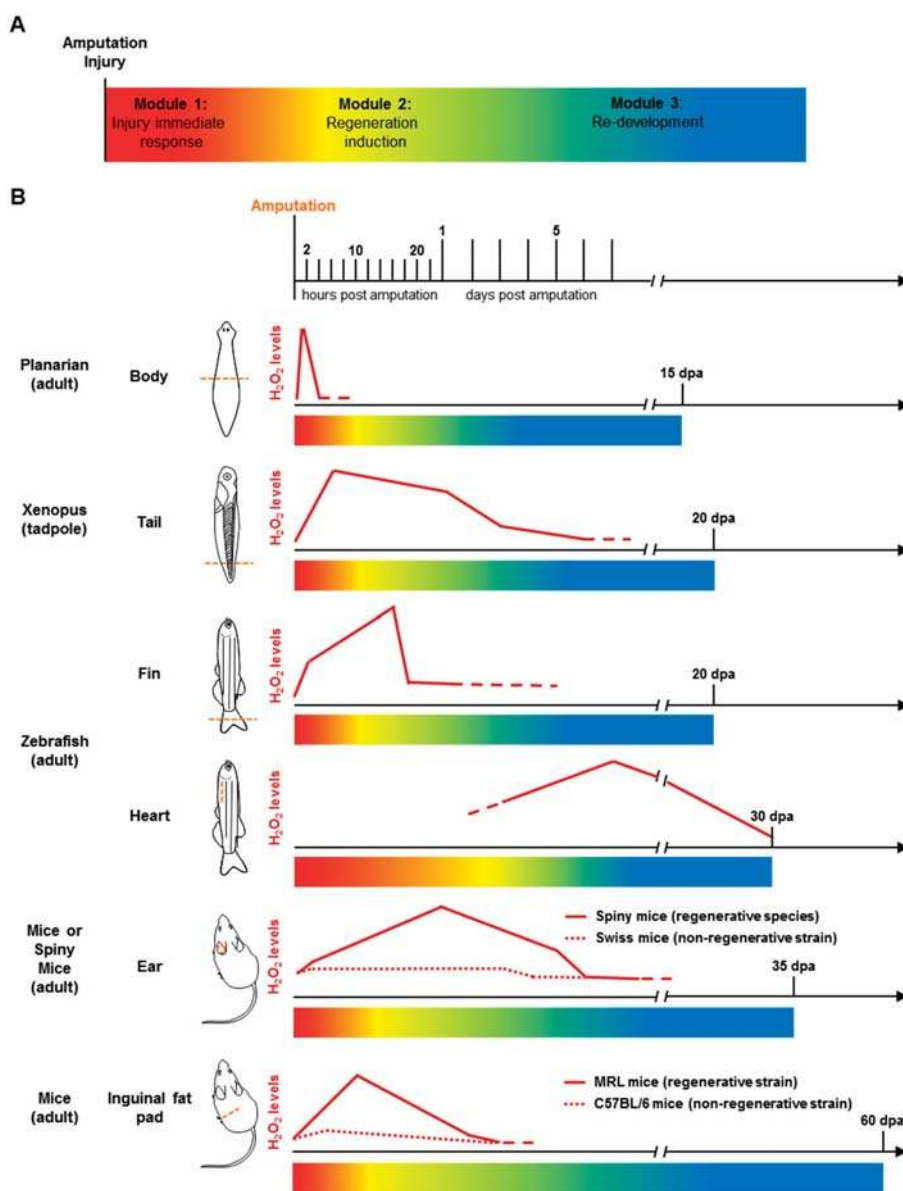 A
Amputation
Injury
Module 1:
Injury immediate
response
Module 2:
Regeneration
induction
Module 3:
Re-development
B
Amputation
2
10
20
1
5
hours post amputation
days post amputation
Planarian
(adult)
Body
H₂O₂ levels
15 dpa
Xenopus
(tadpole)
Tail
H₂O₂ levels
20 dpa
Zebrafish
(adult)
Fin
H₂O₂ levels
20 dpa
Heart
H₂O₂ levels
30 dpa
Mice or
Spiny
Mice
(adult)
Ear
H₂O₂ levels
Spiny mice (regenerative species)
Swiss mice (non-regenerative strain)
35 dpa
Mice
(adult)
Inguinal fat
pad
H₂O₂ levels
MRL mice (regenerative strain)
C57BL/6 mice (non-regenerative strain)
60 dpa